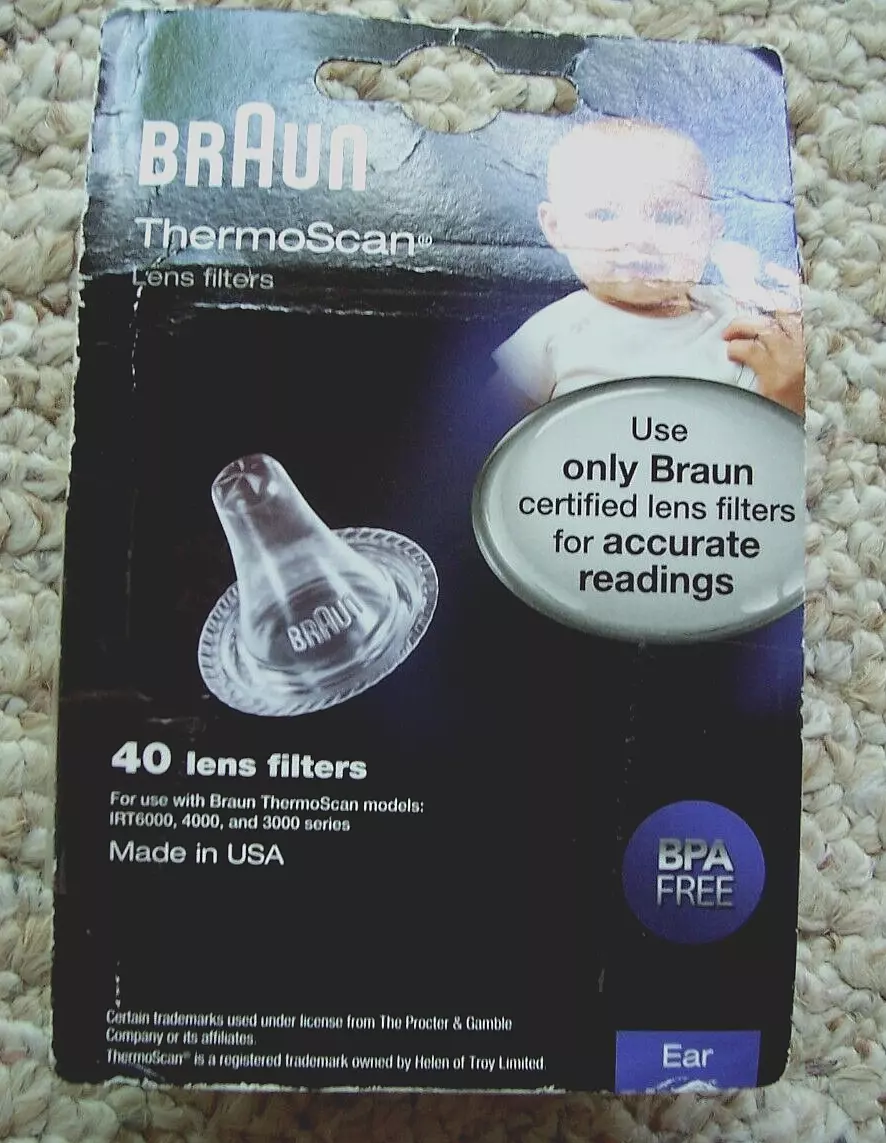 BRAUN
ThermoScan®
Lens filters
Use
only Braun
certified lens filters
for accurate
readings
BRAUN
40 lens filters
For use with Braun ThermoScan models:
IRT6000, 4000, and 3000 series
Made in USA
BPA
FREE
Certain trademarks used under license from The Procter & Gamble
Company or its affiliates.
ThermoScan® is a registered trademark owned by Helen of Troy Limited.
Ear